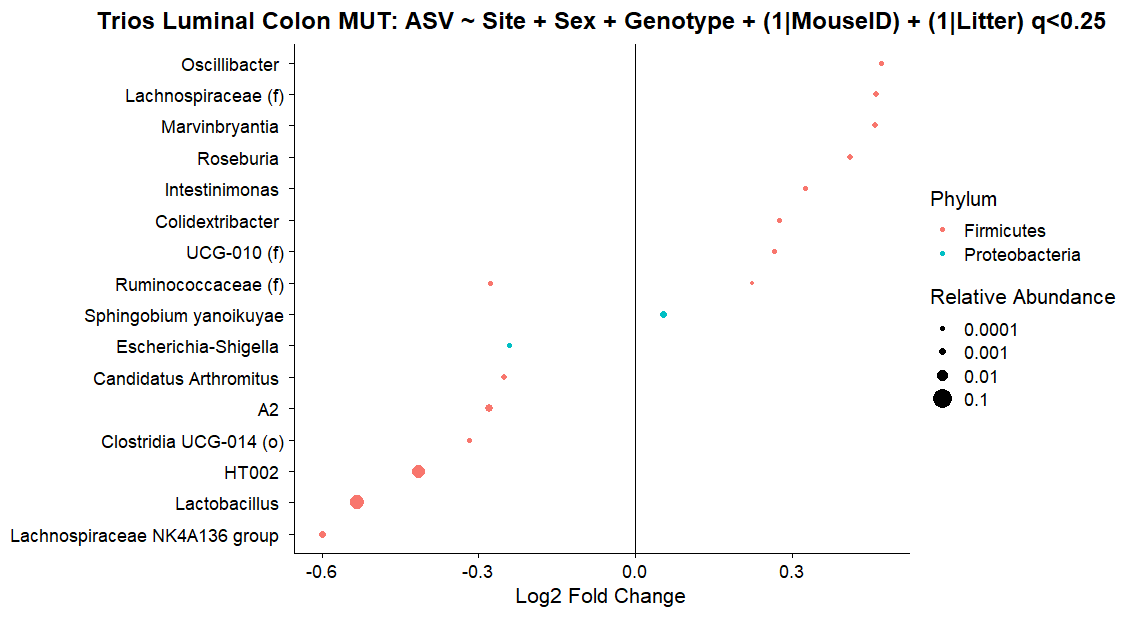 Trios Luminal Colon MUT: ASV ~ Site + Sex + Genotype + (1|MouseID) + (1|Litter) q<0.25
Oscillibacter
Lachnospiraceae (f)
Marvinbryantia
Roseburia
Intestinimonas
Colidextribacter
UCG-010 (f)
Ruminococcaceae (f)
Sphingobium yanoikuyae
Escherichia-Shigella
Candidatus Arthromitus
A2
Clostridia UCG-014 (o)
HT002
Lactobacillus
Lachnospiraceae NK4A136 group
-0.6 -0.3 0.0 0.3
Log2 Fold Change
Phylum
Firmicutes
Proteobacteria
Relative Abundance
0.0001
0.001
0.01
0.1